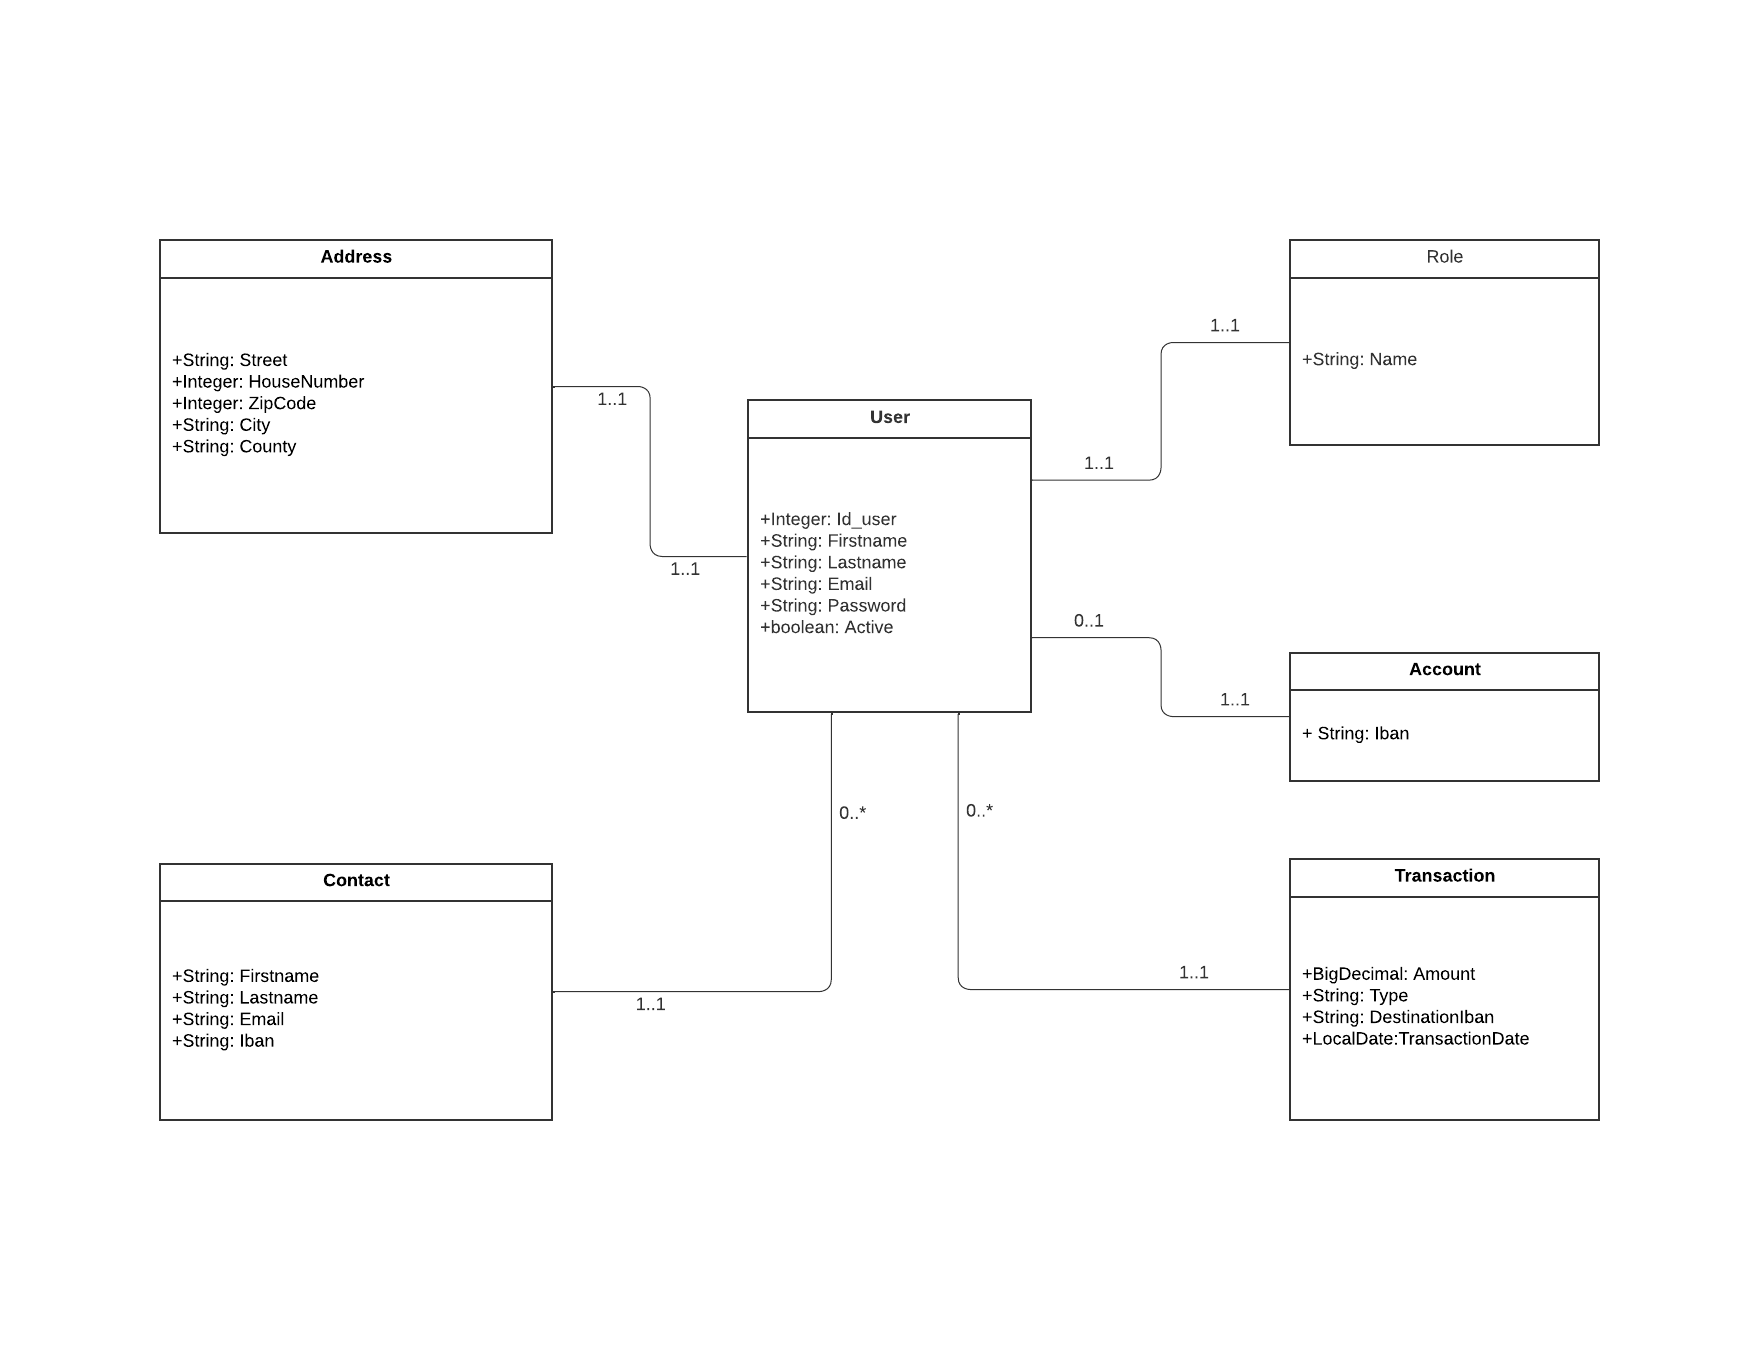 Address
+String: Street
+Integer: HouseNumber
+Integer: ZipCode
+String: City
+String: County
1..1
1..1
User
+Integer: Id_user
+String: Firstname
+String: Lastname
+String: Email
+String: Password
+boolean: Active
1..1
1..1
Role
+String: Name
0..1
1..1
Account
+ String: Iban
0..*
1..1
Contact
+String: Firstname
+String: Lastname
+String: Email
+String: Iban
0..*
1..1
Transaction
+BigDecimal: Amount
+String: Type
+String: DestinationIban
+LocalDate:TransactionDate